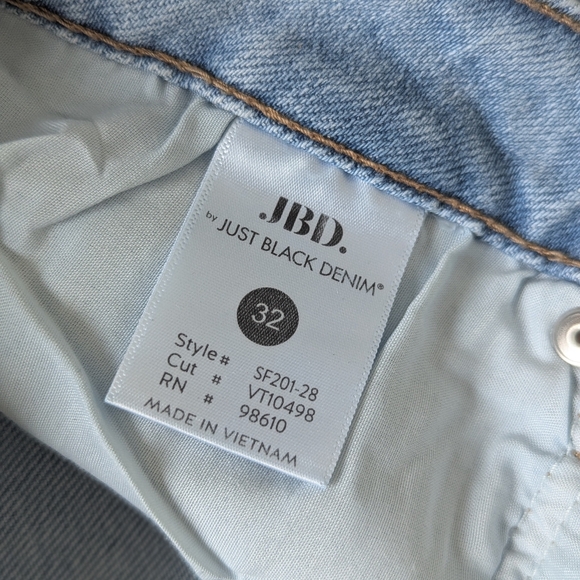 JBD.
by JUST BLACK DENIM®
32
Style # SF201-28
Cut # VT10498
RN # 98610
MADE IN VIETNAM